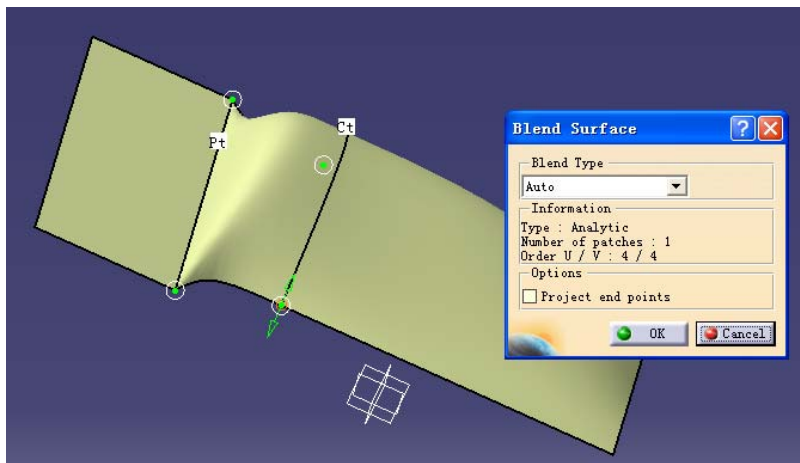 Ct
Pt
Blend Surface
Blend Type
Auto
Information
Type : Analytic
Number of patches : 1
Order U / V : 4 / 4
Options
Project end points
OK
Cancel